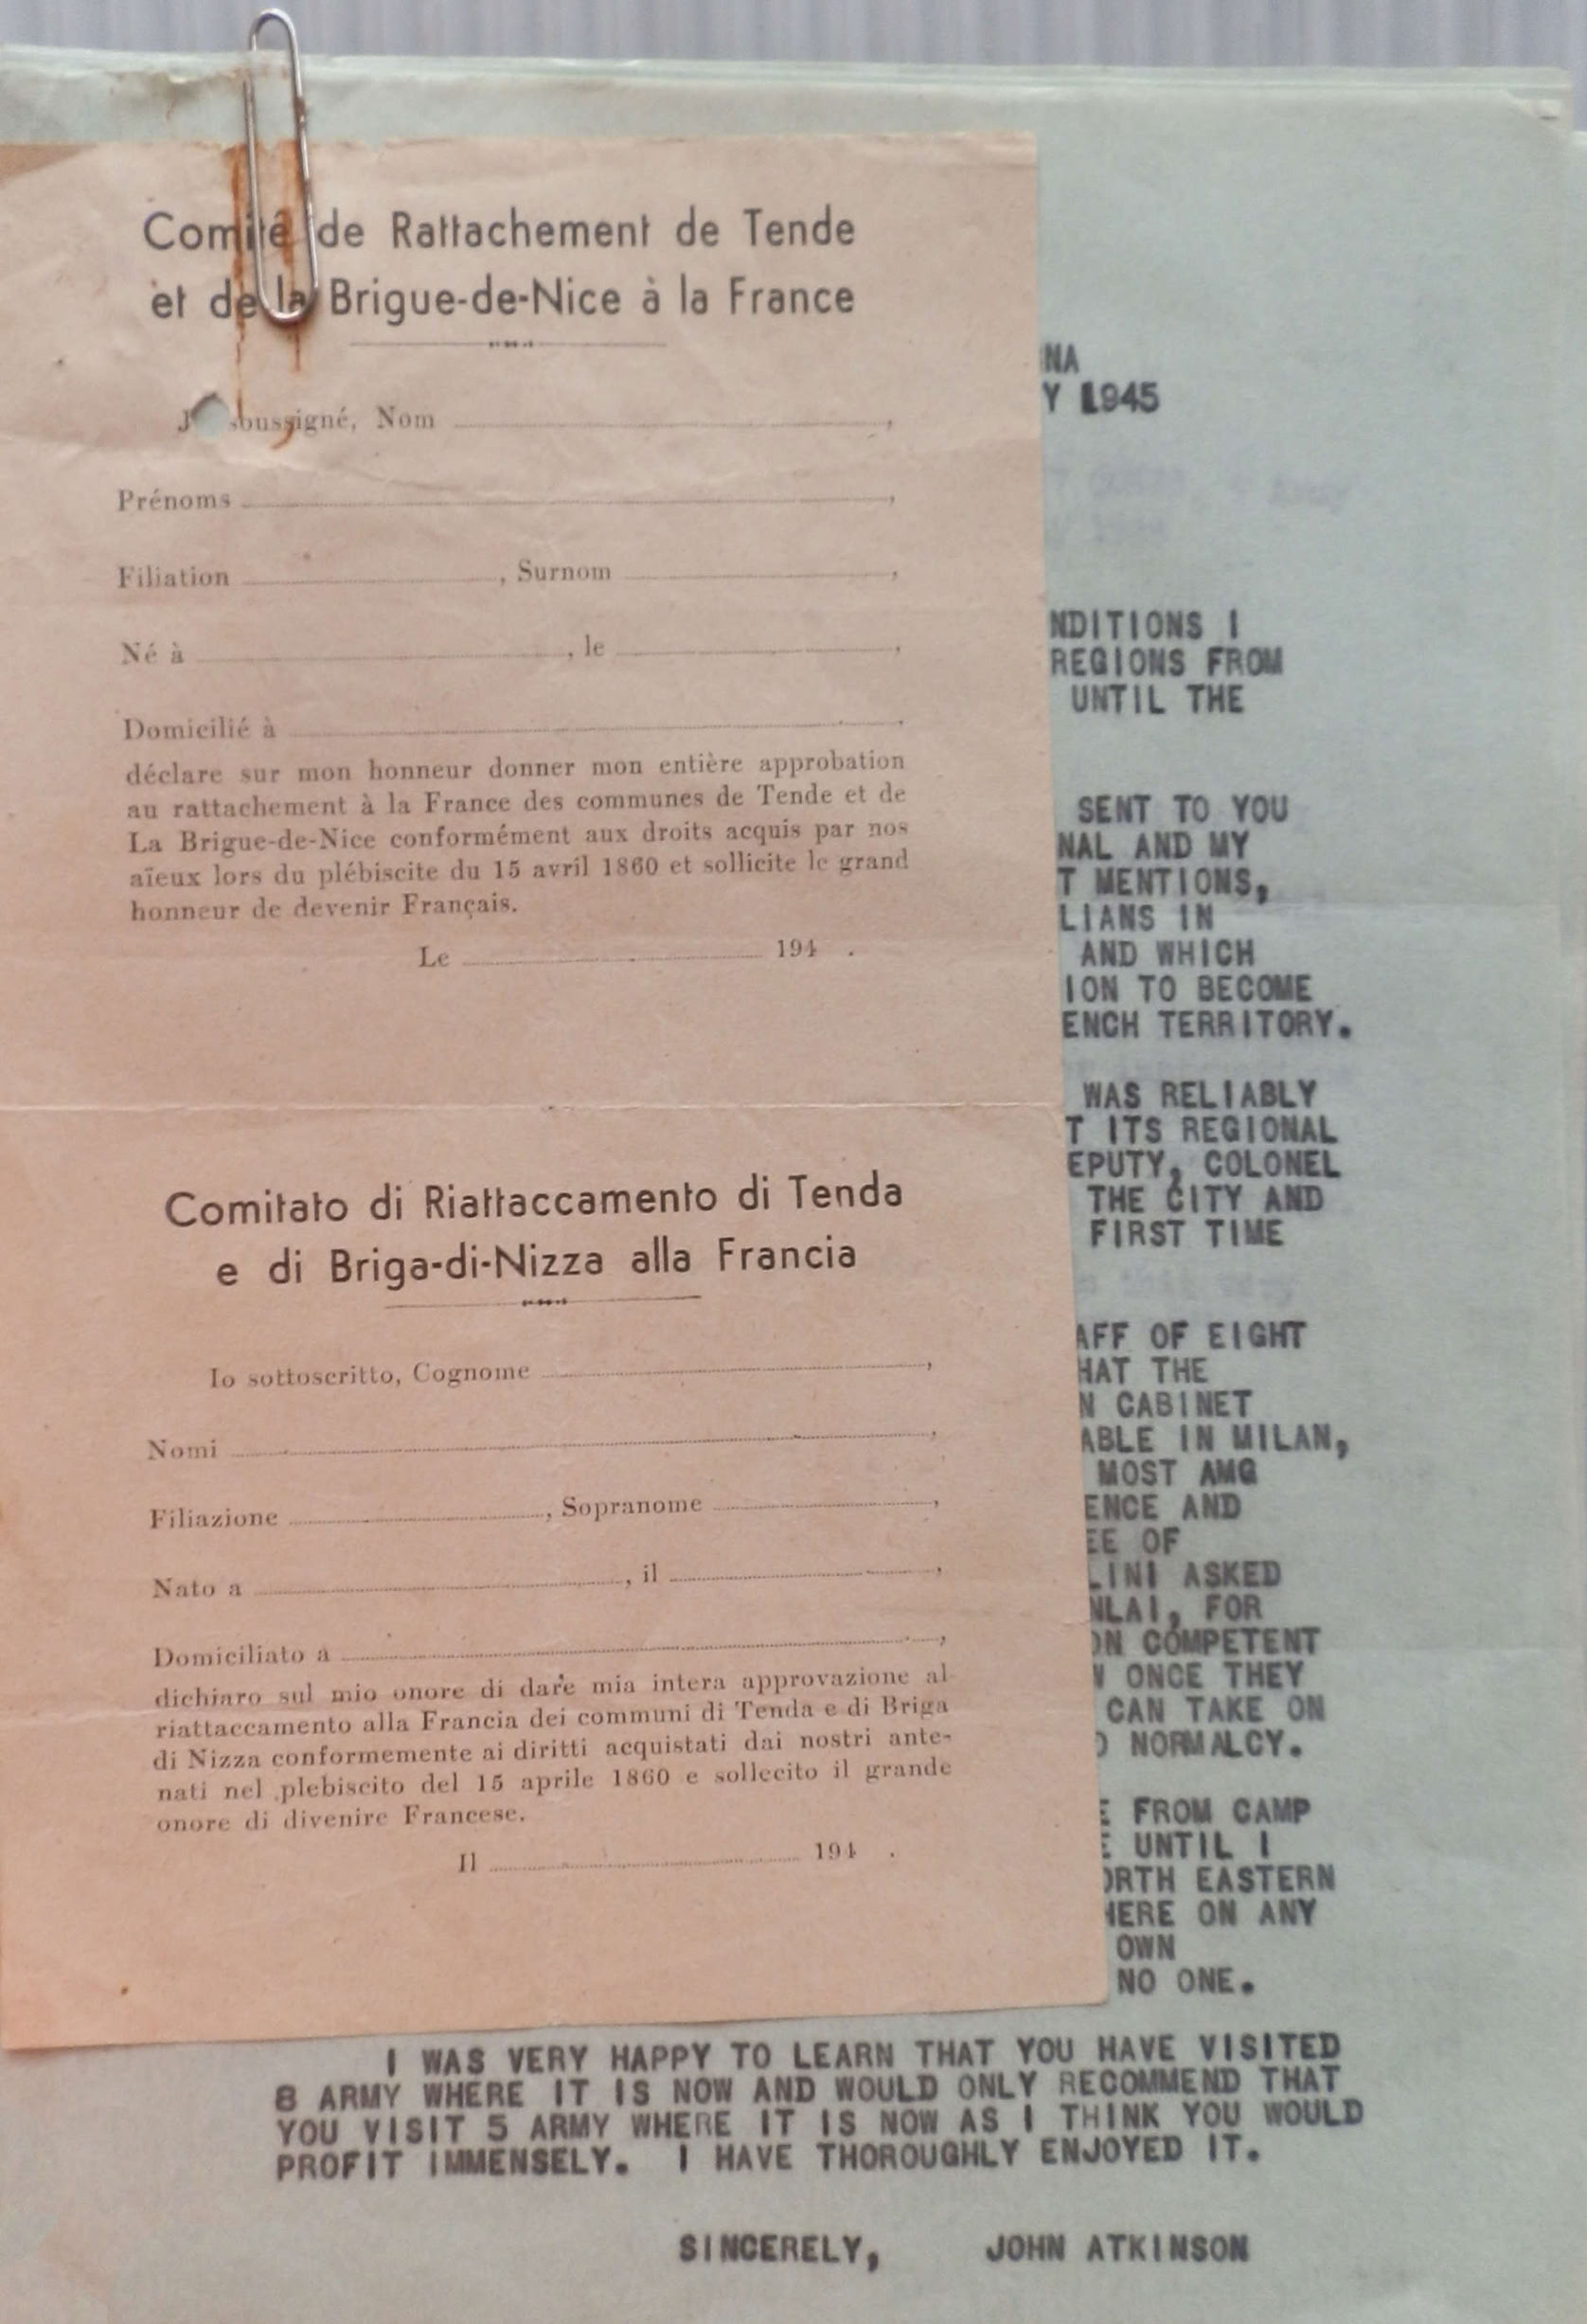 Comité de Rattachement de Tende
et de la Brigue-de-Nice à la France
soussigné, Nom ,
Prénoms ,
Filiation , Surnom ,
Né à , le ,
Domicilié à .
déclare sur mon honneur donner mon entière approbation
au rattachement à la France des communes de Tende et de
La Brigue-de-Nice conformément aux droits acquis par nos
aïeux lors du plébiscite du 15 avril 1860 et sollicite le grand
honneur de devenir Français.
Le 194 .
Comitato di Riattaccamento di Tenda
e di Briga-di-Nizza alla Francia
Io sottoscritto, Cognome ,
Nomi ,
Filiazione , Sopranome ,
Nato a , il ,
Domiciliato a ,
dichiaro sul mio onore di dare mia intera approvazione al
riattaccamento alla Francia dei communi di Tenda e di Briga
di Nizza conformemente ai diritti acquistati dai nostri ante-
nati nel plebiscito del 15 aprile 1860 e sollecito il grande
onore di divenire Francese.
Il 194 .
NA
Y 1945
NDITIONS I
REGIONS FROM
UNTIL THE
SENT TO YOU
NAL AND MY
T MENTIONS,
LIANS IN
AND WHICH
ION TO BECOME
ENCH TERRITORY.
WAS RELIABLY
T ITS REGIONAL
EPUTY, COLONEL
THE CITY AND
FIRST TIME
AFF OF EIGHT
HAT THE
N CABINET
ABLE IN MILAN,
MOST AMG
ENCE AND
EE OF
LINI ASKED
NLAI, FOR
ON COMPETENT
W ONCE THEY
CAN TAKE ON
O NORMALCY.
E FROM CAMP
E UNTIL I
ORTH EASTERN
HERE ON ANY
OWN
NO ONE.
I WAS VERY HAPPY TO LEARN THAT YOU HAVE VISITED
8 ARMY WHERE IT IS NOW AND WOULD ONLY RECOMMEND THAT
YOU VISIT 5 ARMY WHERE IT IS NOW AS I THINK YOU WOULD
PROFIT IMMENSELY. I HAVE THOROUGHLY ENJOYED IT.
SINCERELY, JOHN ATKINSON